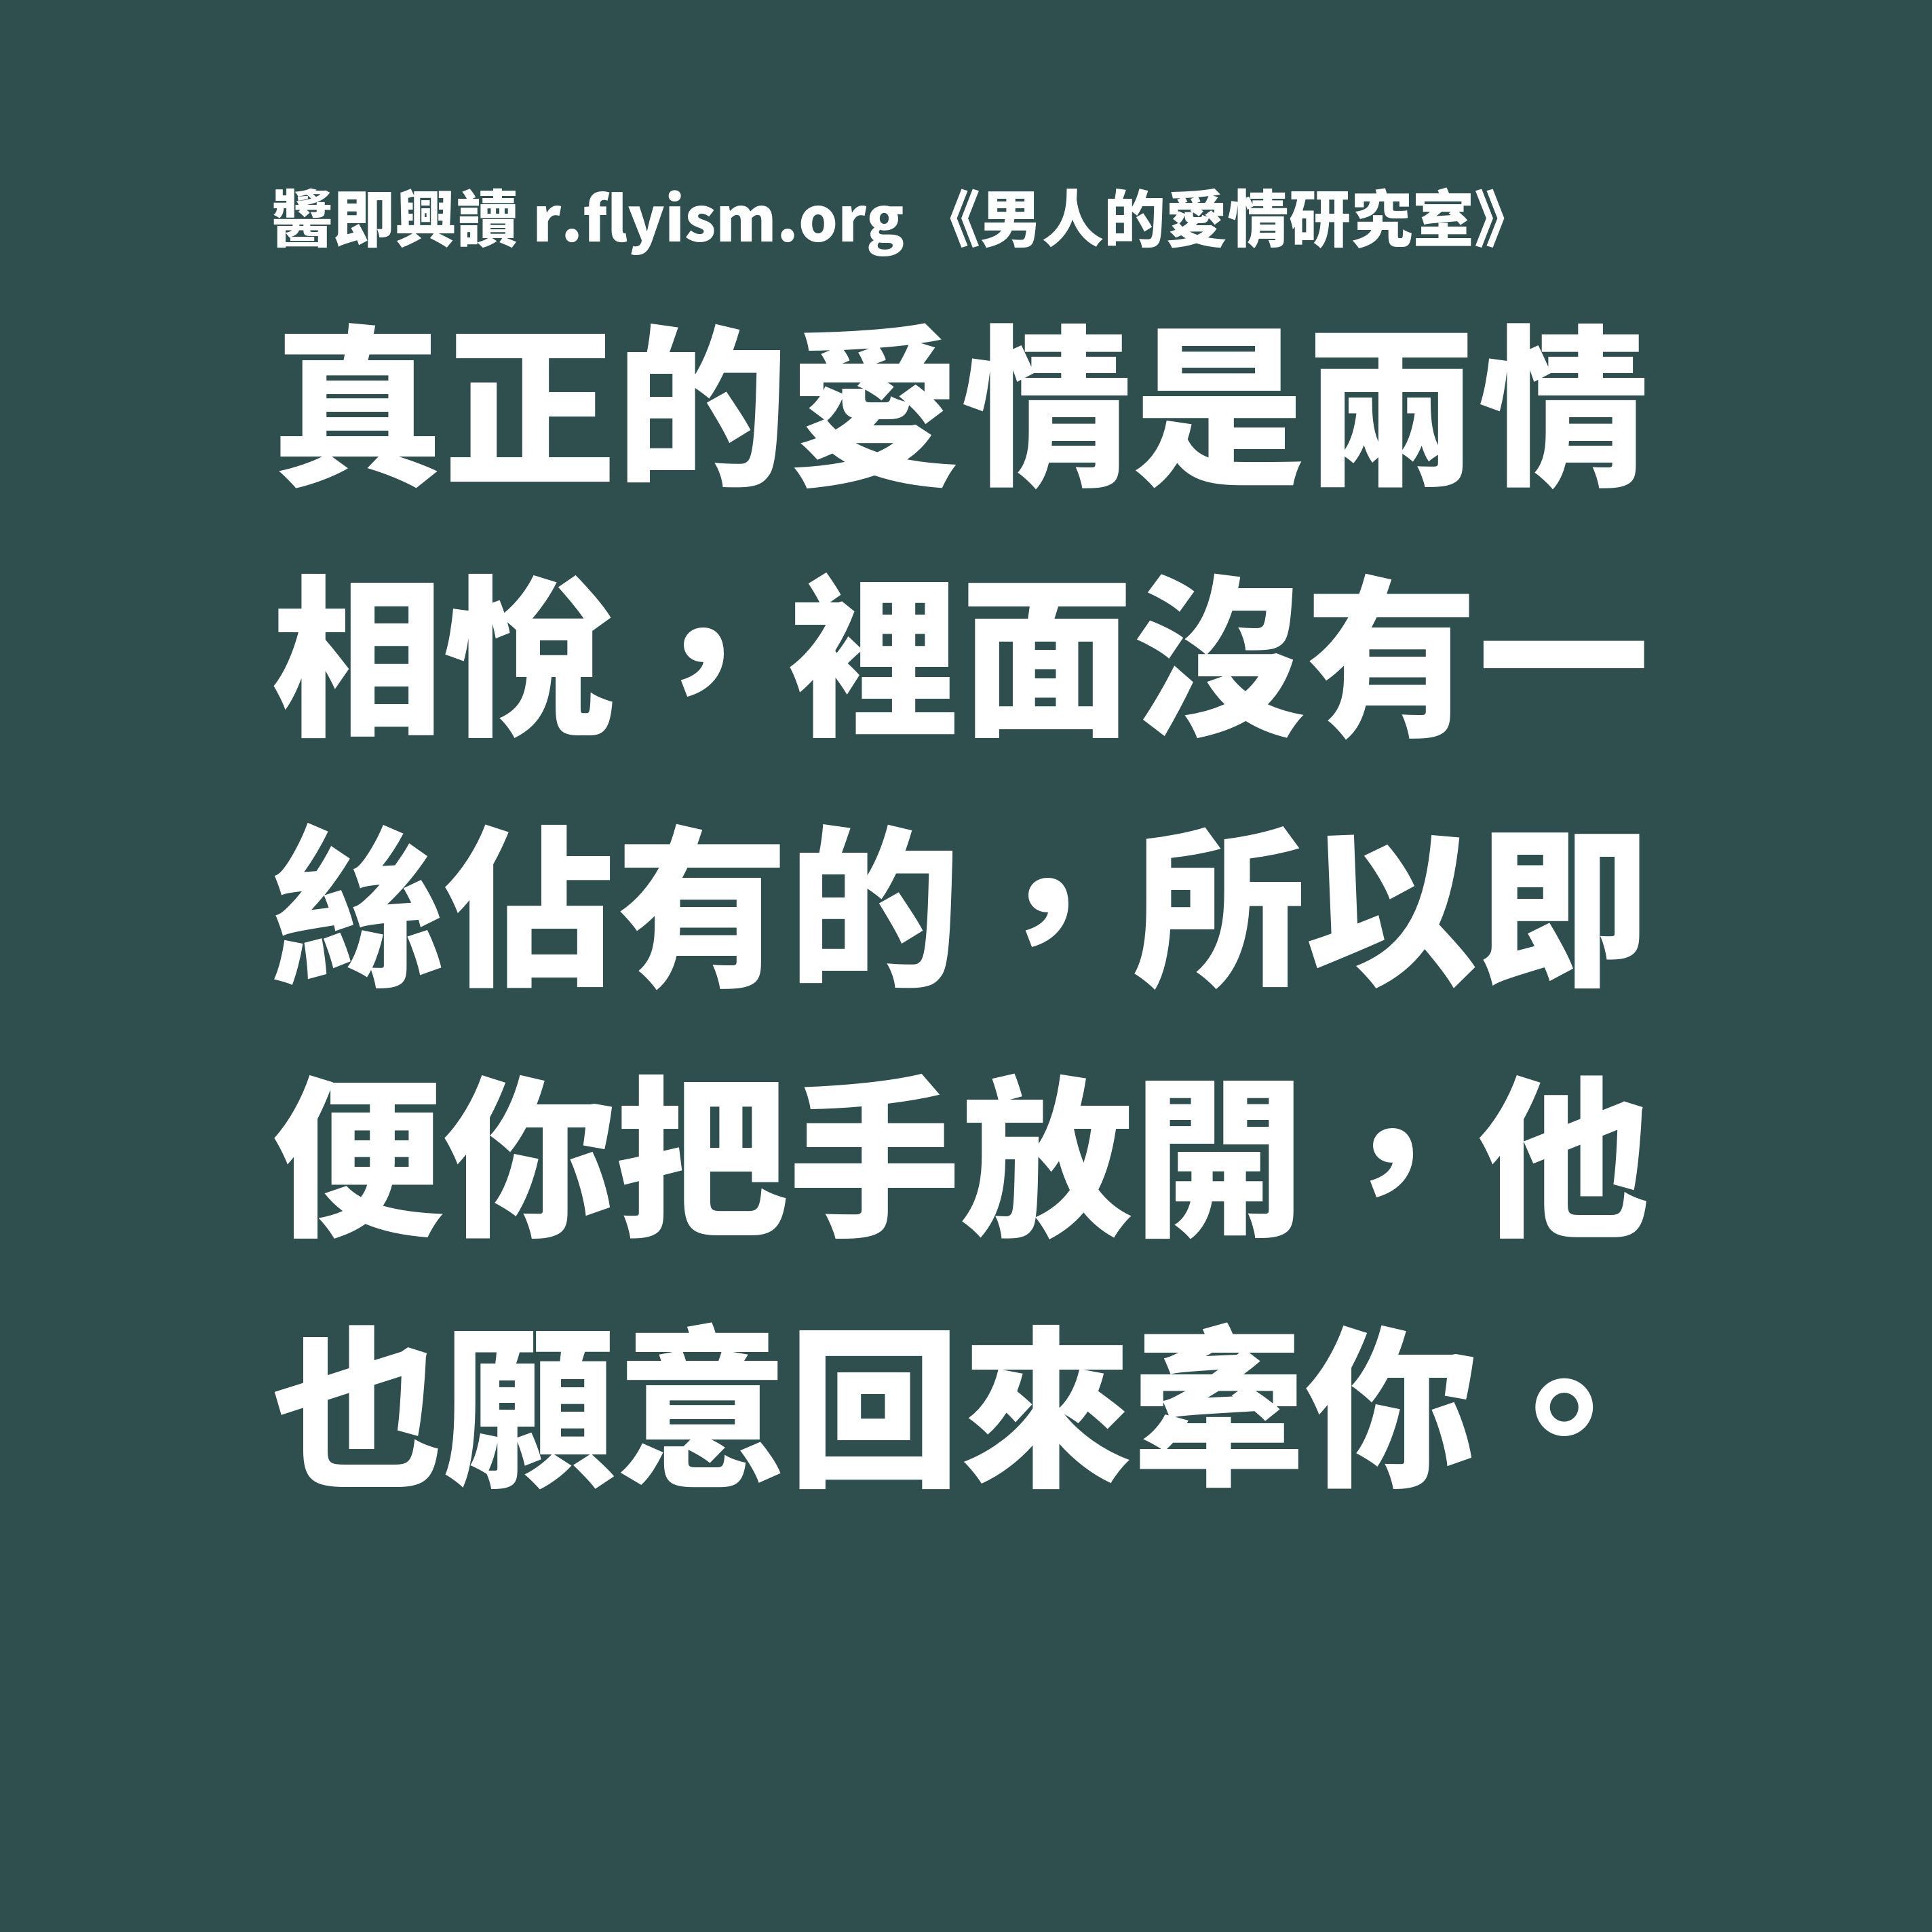 翳即圖讀 r.flyism.org 《男人的愛情研究室》
真正的愛情是兩情
相悅，裡面沒有一
絲佔有的，所以即
便你把手放開，他
也願意回來牽你。